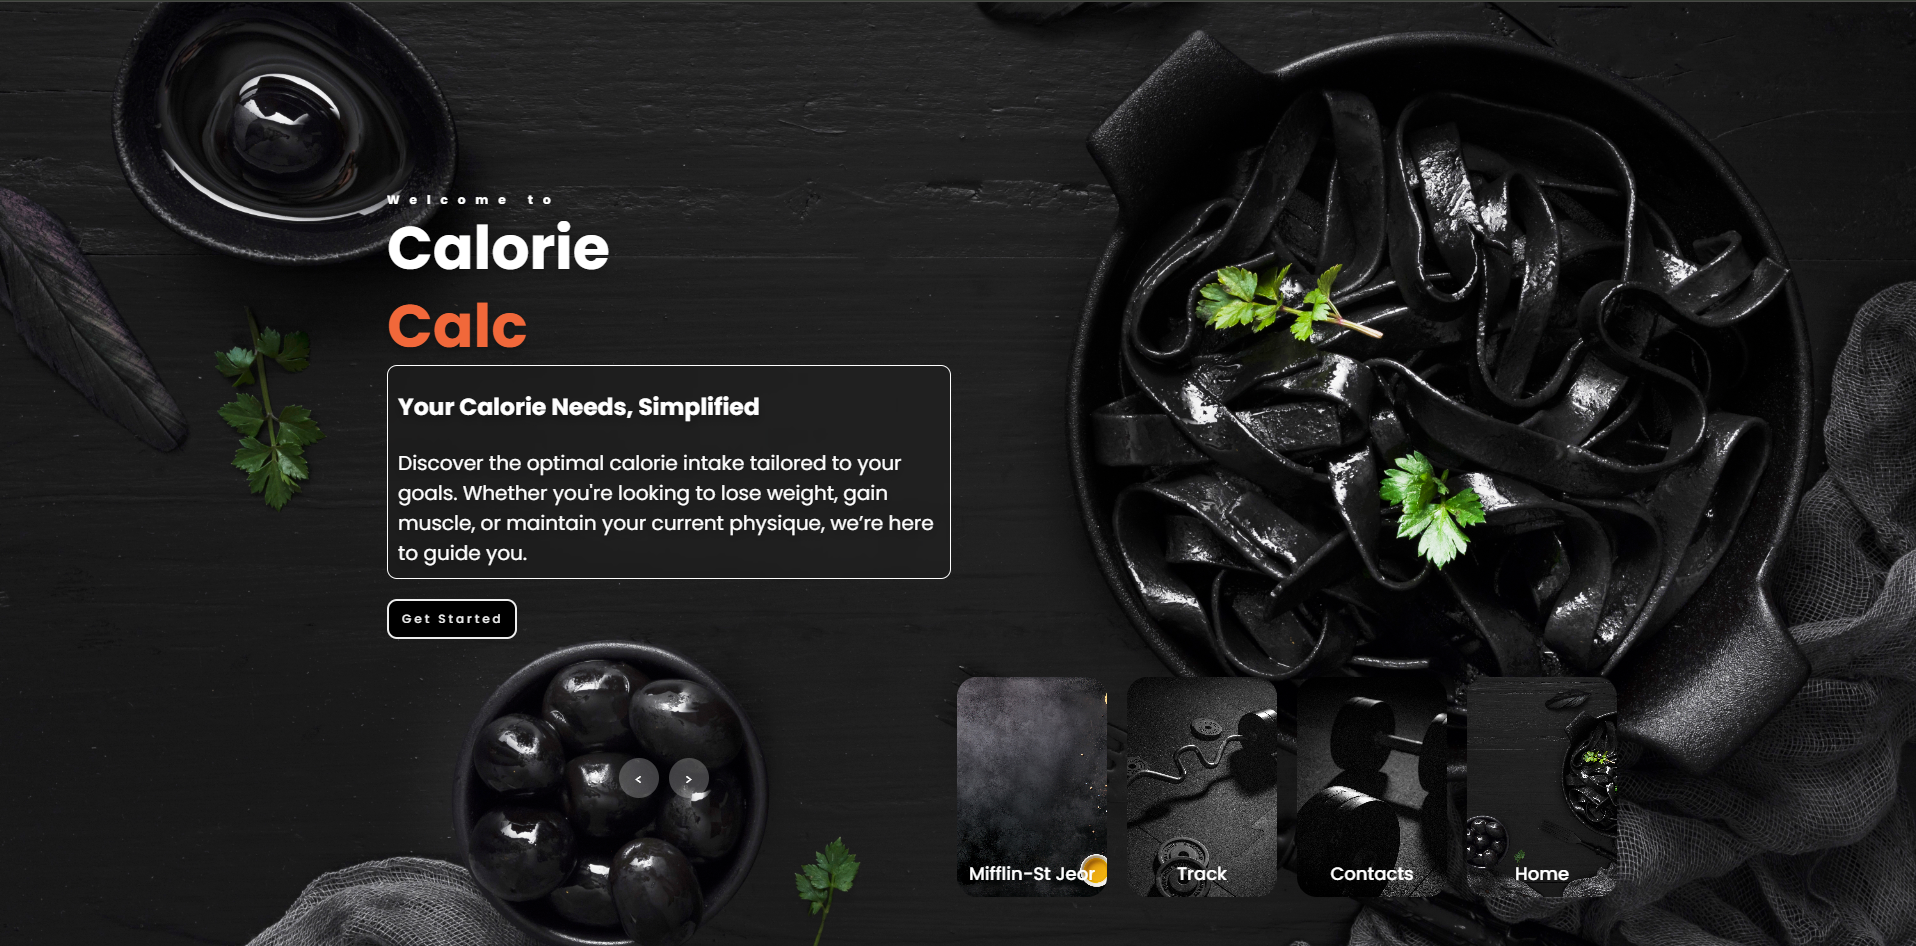 Welcome to
Calorie
Calc
Your Calorie Needs, Simplified
Discover the optimal calorie intake tailored to your
goals. Whether you're looking to lose weight, gain
muscle, or maintain your current physique, we’re here
to guide you.
Get Started
< >
Mifflin-St Jeor
Track
Contacts
Home